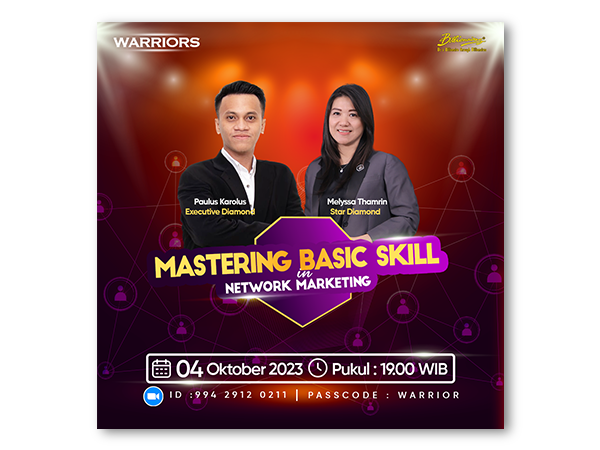 WARRIORS
Paulus Karolus
Executive Diamond
Melyssa Thamrin
Star Diamond
MASTERING BASIC SKILL
in
NETWORK MARKETING
04 Oktober 2023 Pukul : 19.00 WIB
ID :994 2912 0211 | PASSCODE : WARRIOR